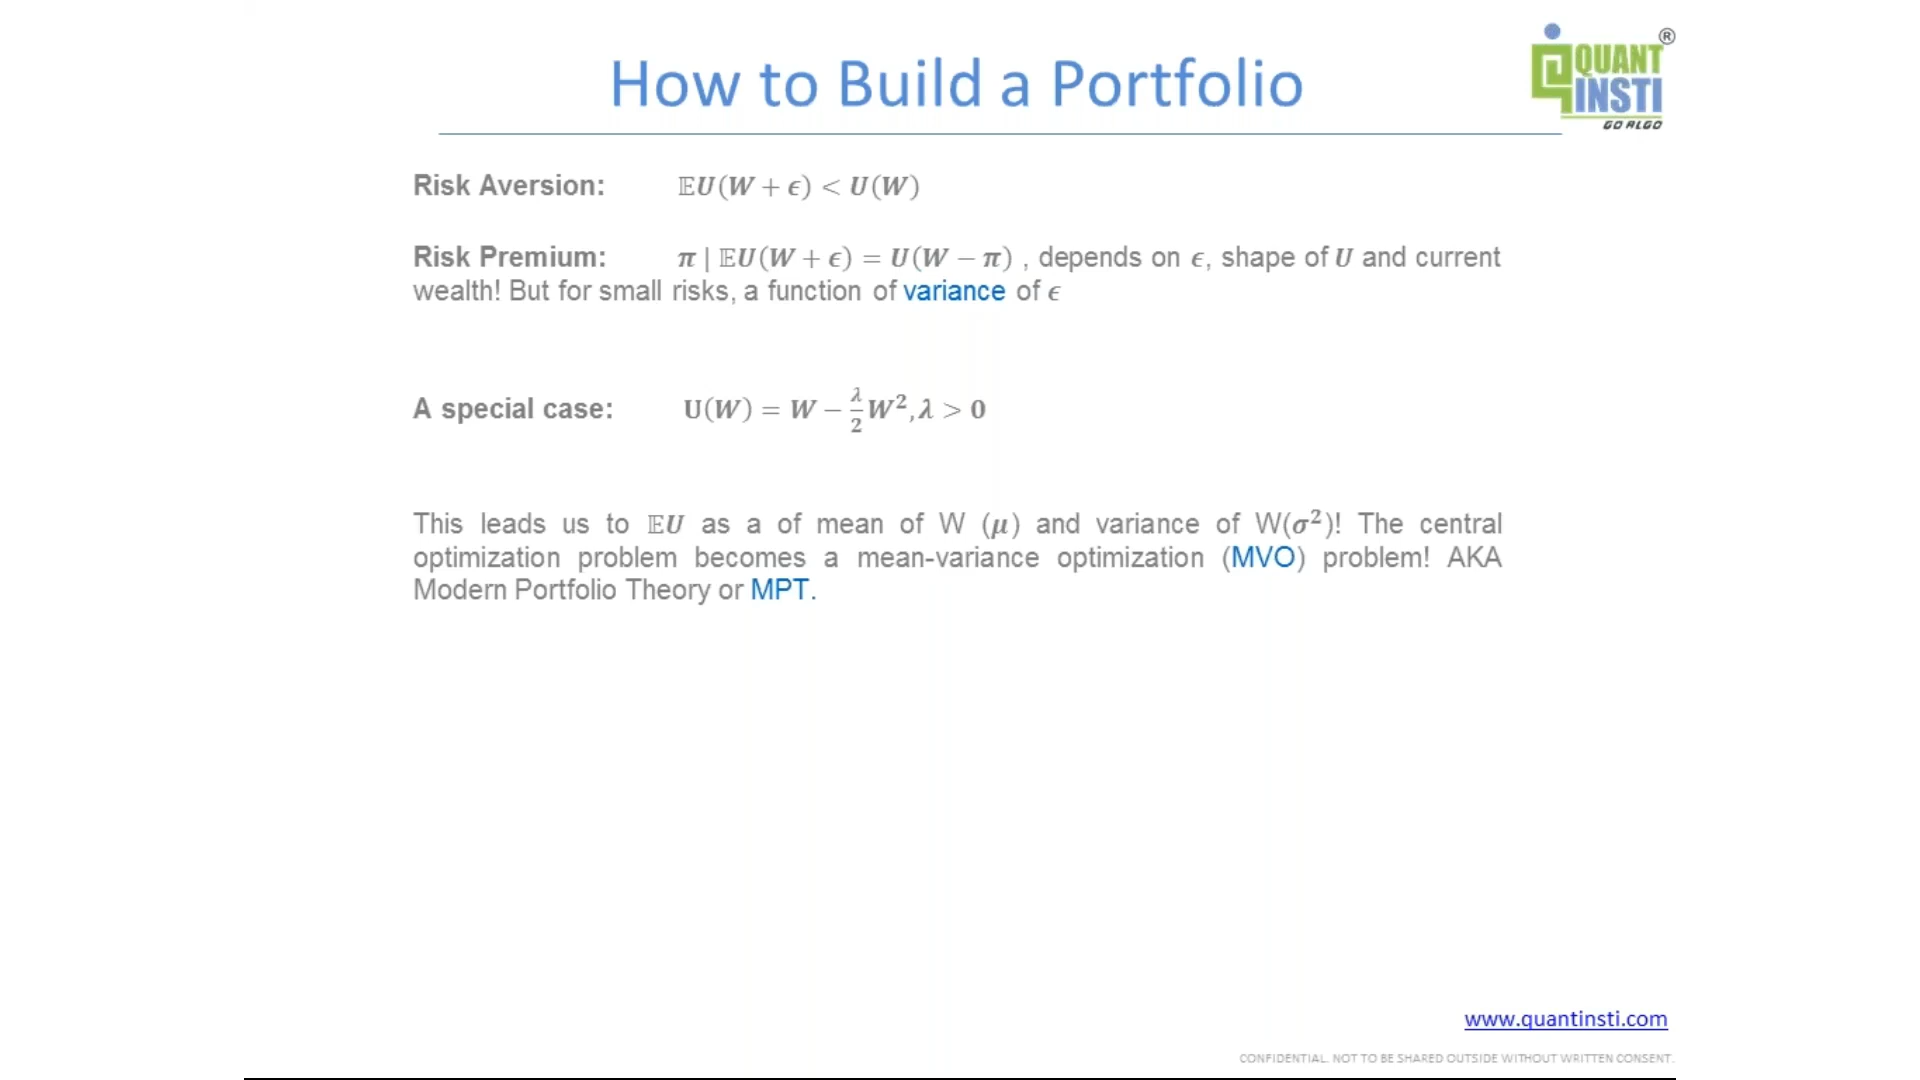 How to Build a Portfolio
QUANT
INSTI
®
GO ALGO
Risk Aversion: 𝔼U(W + ϵ) < U(W)
Risk Premium: π | 𝔼U(W + ϵ) = U(W − π) , depends on ϵ, shape of U and current
wealth! But for small risks, a function of variance of ϵ
A special case: U(W) = W − λ/2 W², λ > 0
This leads us to 𝔼U as a of mean of W (μ) and variance of W(σ²)! The central
optimization problem becomes a mean-variance optimization (MVO) problem! AKA
Modern Portfolio Theory or MPT.
www.quantinsti.com
CONFIDENTIAL. NOT TO BE SHARED OUTSIDE WITHOUT WRITTEN CONSENT.